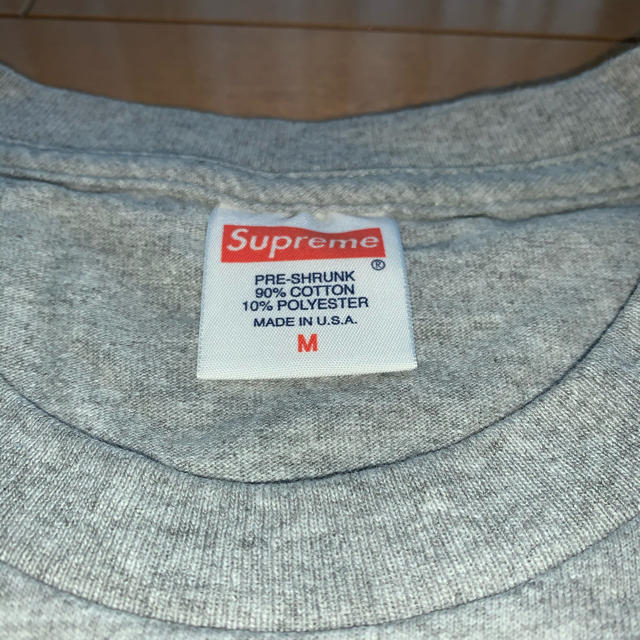 Supreme
®
PRE-SHRUNK
90% COTTON
10% POLYESTER
MADE IN U.S.A.
M